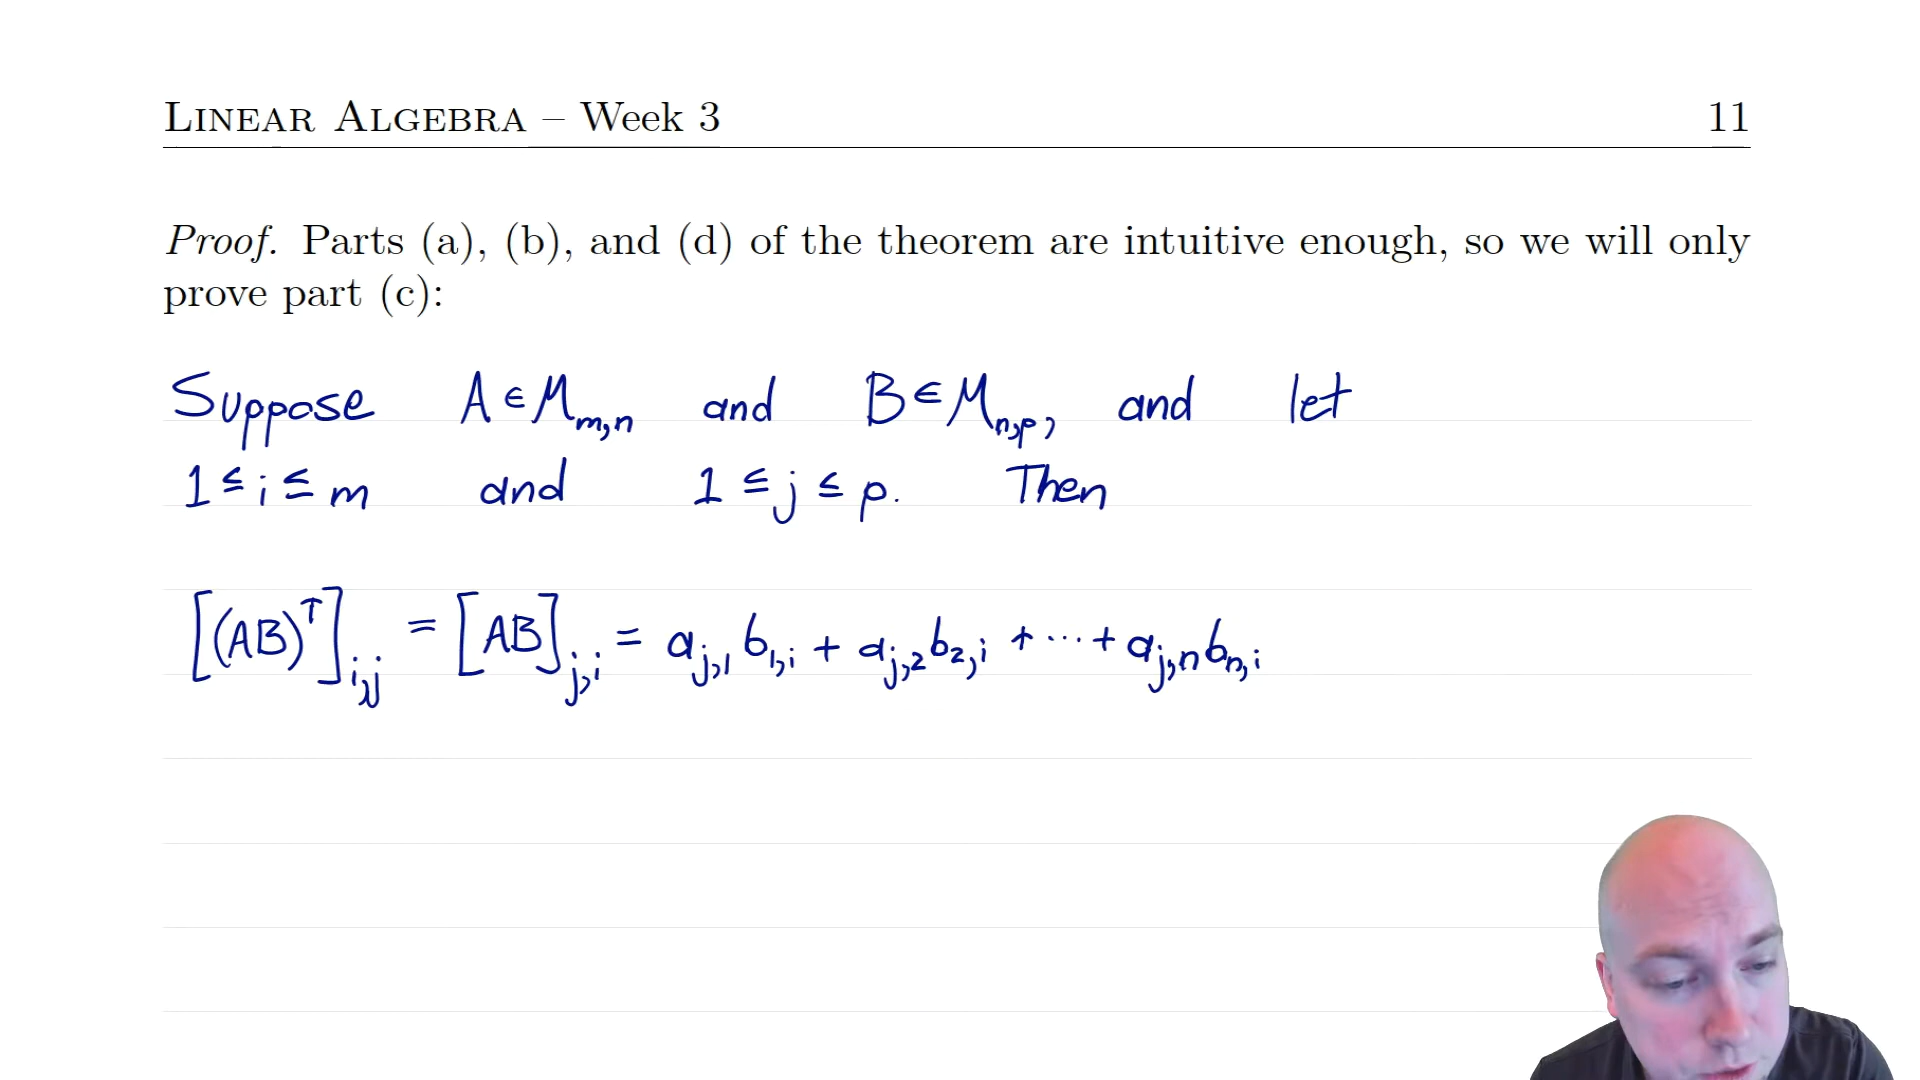 LINEAR ALGEBRA – Week 3 11
Proof. Parts (a), (b), and (d) of the theorem are intuitive enough, so we will only
prove part (c):
Suppose A ∈ M_{m,n} and B ∈ M_{n,p}, and let
1 ≤ i ≤ m and 1 ≤ j ≤ p. Then
[(AB)^T]_{i,j} = [AB]_{j,i} = a_{j,1} b_{1,i} + a_{j,2} b_{2,i} + ⋯ + a_{j,n} b_{n,i}